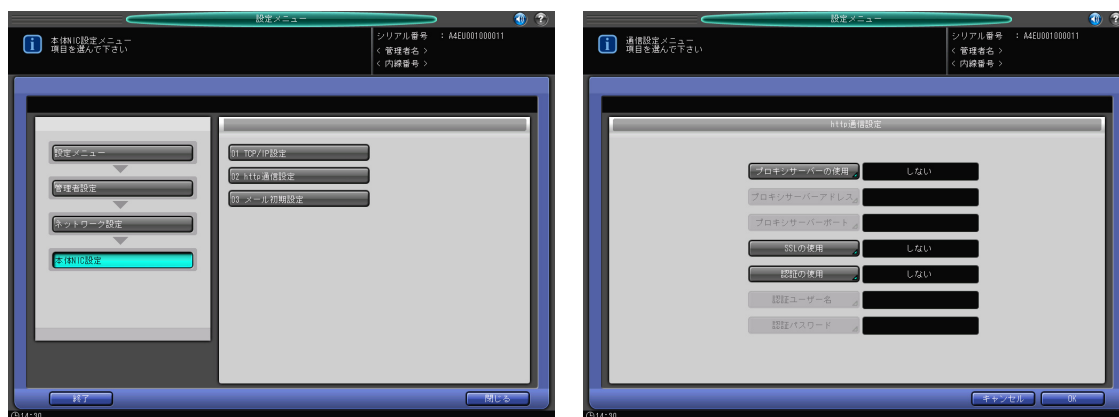 設定メニュー
本体NIC設定メニュー
項目を選んで下さい
シリアル番号 : A4EU001000011
< 管理者名 >
< 内線番号 >
設定メニュー
管理者設定
ネットワーク設定
本体NIC設定
01 TCP/IP設定
02 http通信設定
03 メール初期設定
終了
閉じる
14:30
設定メニュー
通信設定メニュー
項目を選んで下さい
シリアル番号 : A4EU001000011
< 管理者名 >
< 内線番号 >
http通信設定
プロキシサーバーの使用 しない
プロキシサーバーアドレス
プロキシサーバーポート
SSLの使用 しない
認証の使用 しない
認証ユーザー名
認証パスワード
キャンセル
OK
14:30